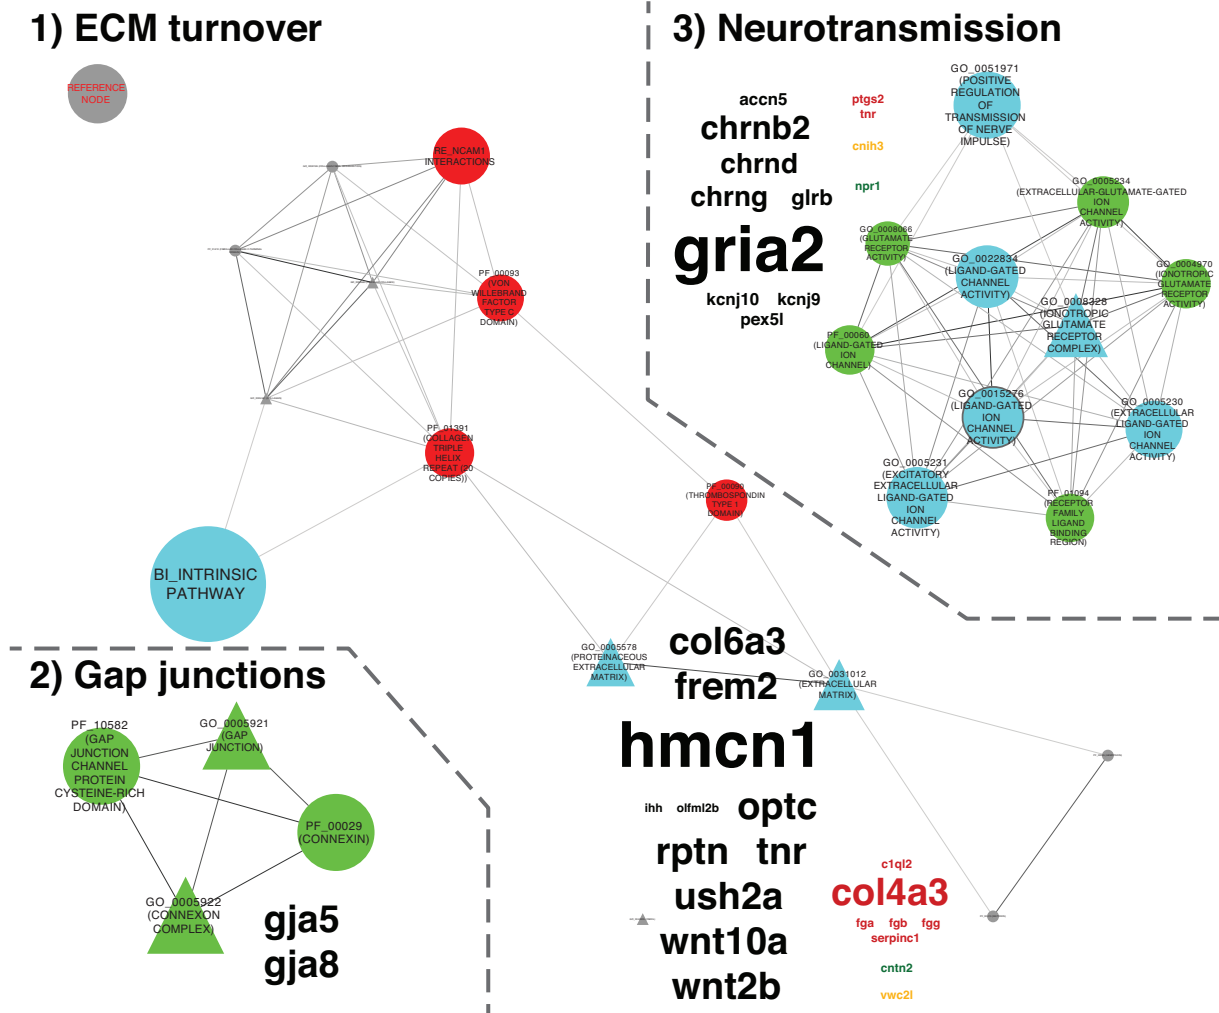 1) ECM turnover
REFERENCE
NODE
RE_NCAM1
INTERACTIONS
PF_00093
(VON
WILLEBRAND
FACTOR
TYPE C
DOMAIN)
PF_01391
(COLLAGEN
TRIPLE
HELIX
REPEAT (20
COPIES))
PF_00090
(THROMBOSPONDIN
TYPE 1
DOMAIN)
BI_INTRINSIC
PATHWAY
GO_0005578
(PROTEINACEOUS
EXTRACELLULAR
MATRIX)
GO_0031012
(EXTRACELLULAR
MATRIX)
col6a3
frem2
hmcn1
ihh olfml2b optc
rptn tnr
ush2a
wnt10a
wnt2b
c1ql2
col4a3
fga fgb fgg
serpinc1
cntn2
vwc2l
2) Gap junctions
PF_10582
(GAP
JUNCTION
CHANNEL
PROTEIN
CYSTEINE-RICH
DOMAIN)
GO_0005921
(GAP
JUNCTION)
PF_00029
(CONNEXIN)
GO_0005922
(CONNEXON
COMPLEX)
gja5
gja8
3) Neurotransmission
accn5
chrnb2
chrnd
chrng glrb
gria2
kcnj10 kcnj9
pex5l
ptgs2
tnr
cnih3
npr1
GO_0051971
(POSITIVE
REGULATION
OF
TRANSMISSION
OF NERVE
IMPULSE)
GO_0005234
(EXTRACELLULAR-GLUTAMATE-GATED
ION
CHANNEL
ACTIVITY)
GO_0008066
(GLUTAMATE
RECEPTOR
ACTIVITY)
GO_0022834
(LIGAND-GATED
CHANNEL
ACTIVITY)
GO_0004970
(IONOTROPIC
GLUTAMATE
RECEPTOR
ACTIVITY)
GO_0008328
(IONOTROPIC
GLUTAMATE
RECEPTOR
COMPLEX)
PF_00060
(LIGAND-GATED
ION
CHANNEL)
GO_0015276
(LIGAND-GATED
ION
CHANNEL
ACTIVITY)
GO_0005230
(EXTRACELLULAR
LIGAND-GATED
ION
CHANNEL
ACTIVITY)
GO_0005231
(EXCITATORY
EXTRACELLULAR
LIGAND-GATED
ION
CHANNEL
ACTIVITY)
PF_01094
(RECEPTOR
FAMILY
LIGAND
BINDING
REGION)